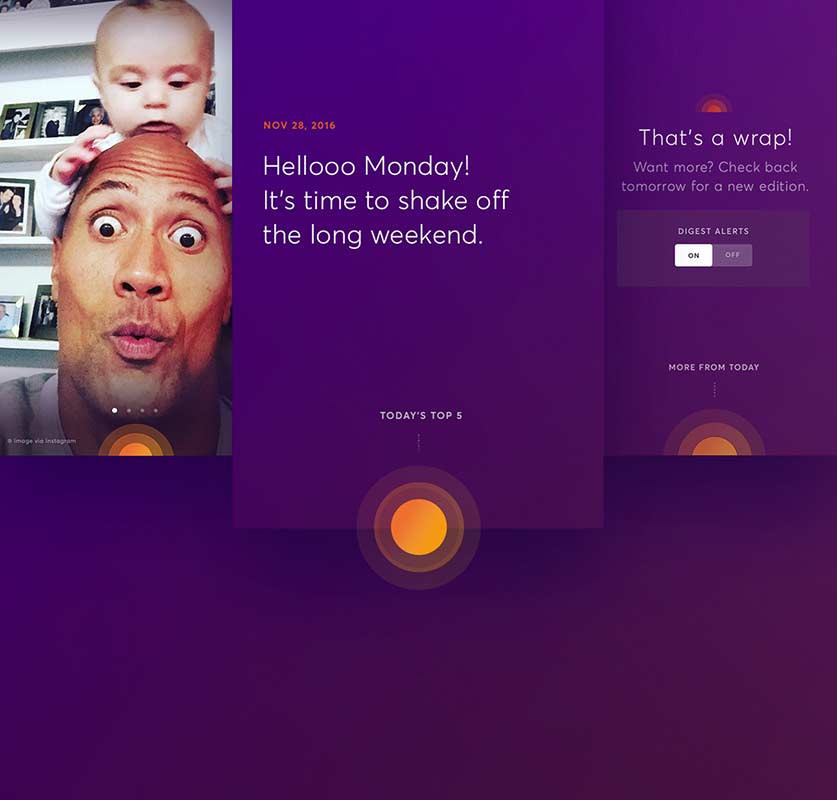 © Image via Instagram
NOV 28, 2016
Hellooo Monday!
It's time to shake off
the long weekend.
TODAY'S TOP 5
That's a wrap!
Want more? Check back
tomorrow for a new edition.
DIGEST ALERTS
ON OFF
MORE FROM TODAY